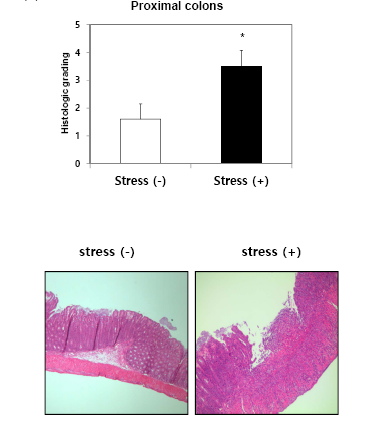 Proximal colons
Histologic grading
5
4
3
2
1
0
*
Stress (-)
Stress (+)
stress (-)
stress (+)